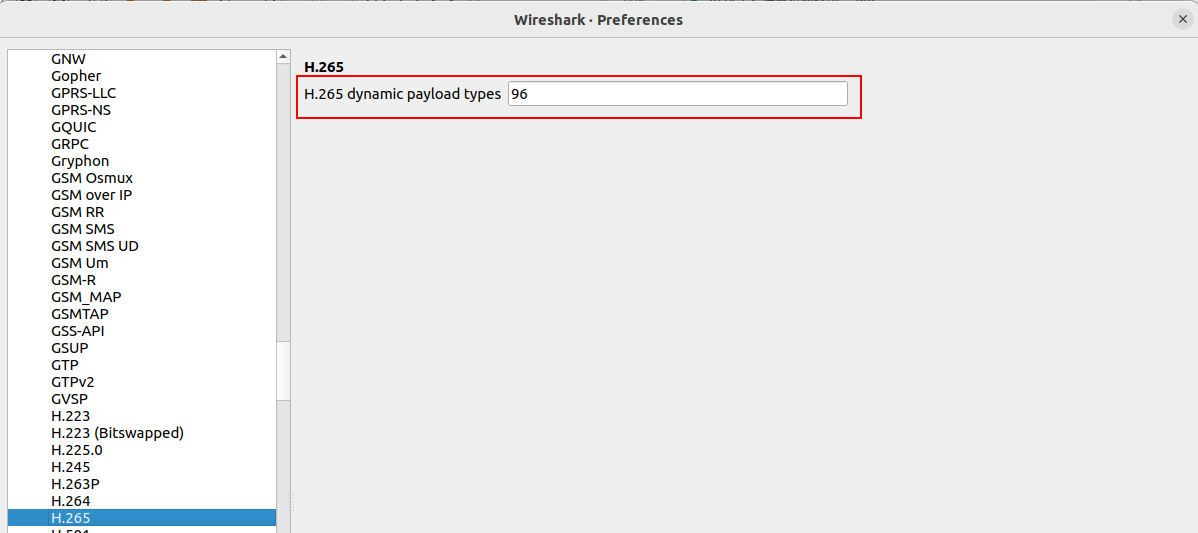 Wireshark · Preferences
GNW
Gopher
GPRS-LLC
GPRS-NS
GQUIC
GRPC
Gryphon
GSM Osmux
GSM over IP
GSM RR
GSM SMS
GSM SMS UD
GSM Um
GSM-R
GSM_MAP
GSMTAP
GSS-API
GSUP
GTP
GTPv2
GVSP
H.223
H.223 (Bitswapped)
H.225.0
H.245
H.263P
H.264
H.265
H.265
H.265 dynamic payload types 96